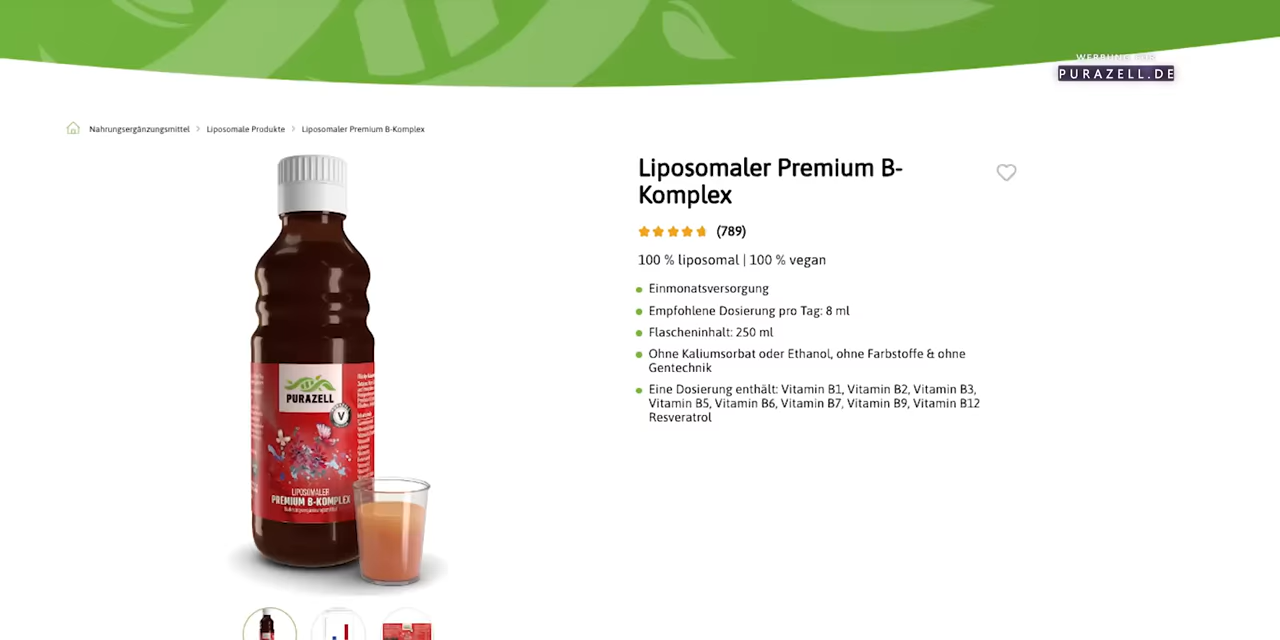 WERBUNG FÜR
PURAZELL.DE
Nahrungsergänzungsmittel > Liposomale Produkte > Liposomaler Premium B-Komplex
Liposomaler Premium B-
Komplex
(789)
100 % liposomal | 100 % vegan
Einmonatsversorgung
Empfohlene Dosierung pro Tag: 8 ml
Flascheninhalt: 250 ml
Ohne Kaliumsorbat oder Ethanol, ohne Farbstoffe & ohne
Gentechnik
Eine Dosierung enthält: Vitamin B1, Vitamin B2, Vitamin B3,
Vitamin B5, Vitamin B6, Vitamin B7, Vitamin B9, Vitamin B12
Resveratrol
PURAZELL
V
LIPOSOMALER
PREMIUM B-KOMPLEX
Nahrungsergänzungsmittel